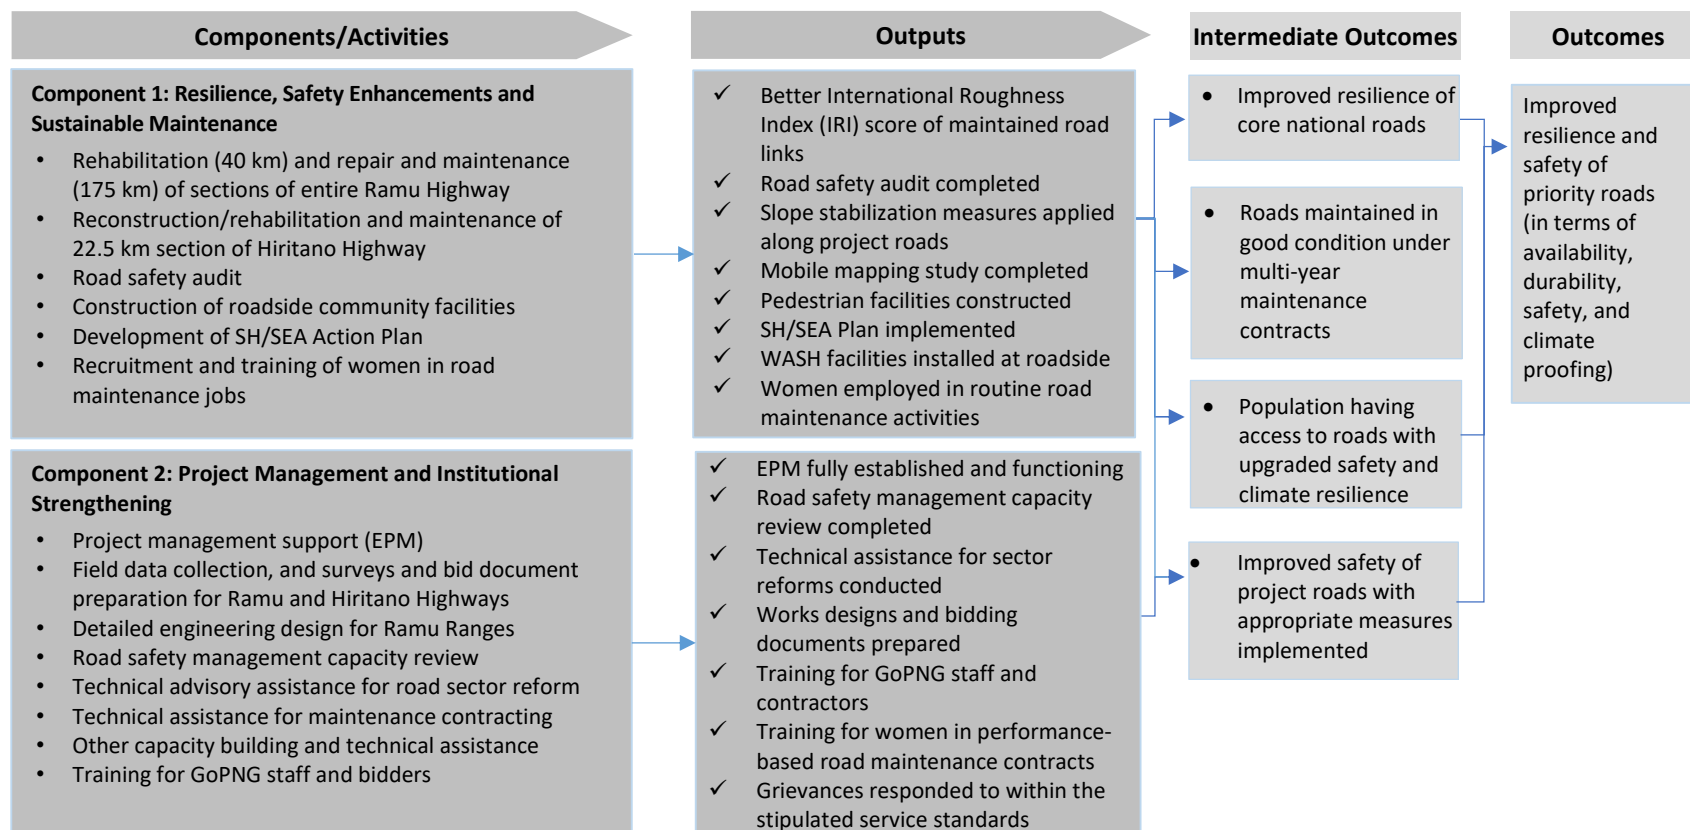 Components/Activities
Outputs
Intermediate Outcomes
Outcomes
Component 1: Resilience, Safety Enhancements and
Sustainable Maintenance
• Rehabilitation (40 km) and repair and maintenance
(175 km) of sections of entire Ramu Highway
• Reconstruction/rehabilitation and maintenance of
22.5 km section of Hiritano Highway
• Road safety audit
• Construction of roadside community facilities
• Development of SH/SEA Action Plan
• Recruitment and training of women in road
maintenance jobs
✓ Better International Roughness
Index (IRI) score of maintained road
links
✓ Road safety audit completed
✓ Slope stabilization measures applied
along project roads
✓ Mobile mapping study completed
✓ Pedestrian facilities constructed
✓ SH/SEA Plan implemented
✓ WASH facilities installed at roadside
✓ Women employed in routine road
maintenance activities
Component 2: Project Management and Institutional
Strengthening
• Project management support (EPM)
• Field data collection, and surveys and bid document
preparation for Ramu and Hiritano Highways
• Detailed engineering design for Ramu Ranges
• Road safety management capacity review
• Technical advisory assistance for road sector reform
• Technical assistance for maintenance contracting
• Other capacity building and technical assistance
• Training for GoPNG staff and bidders
✓ EPM fully established and functioning
✓ Road safety management capacity
review completed
✓ Technical assistance for sector
reforms conducted
✓ Works designs and bidding
documents prepared
✓ Training for GoPNG staff and
contractors
✓ Training for women in performance-
based road maintenance contracts
✓ Grievances responded to within the
stipulated service standards
• Improved resilience of
core national roads
• Roads maintained in
good condition under
multi-year
maintenance
contracts
• Population having
access to roads with
upgraded safety and
climate resilience
• Improved safety of
project roads with
appropriate measures
implemented
Improved
resilience and
safety of
priority roads
(in terms of
availability,
durability,
safety, and
climate
proofing)